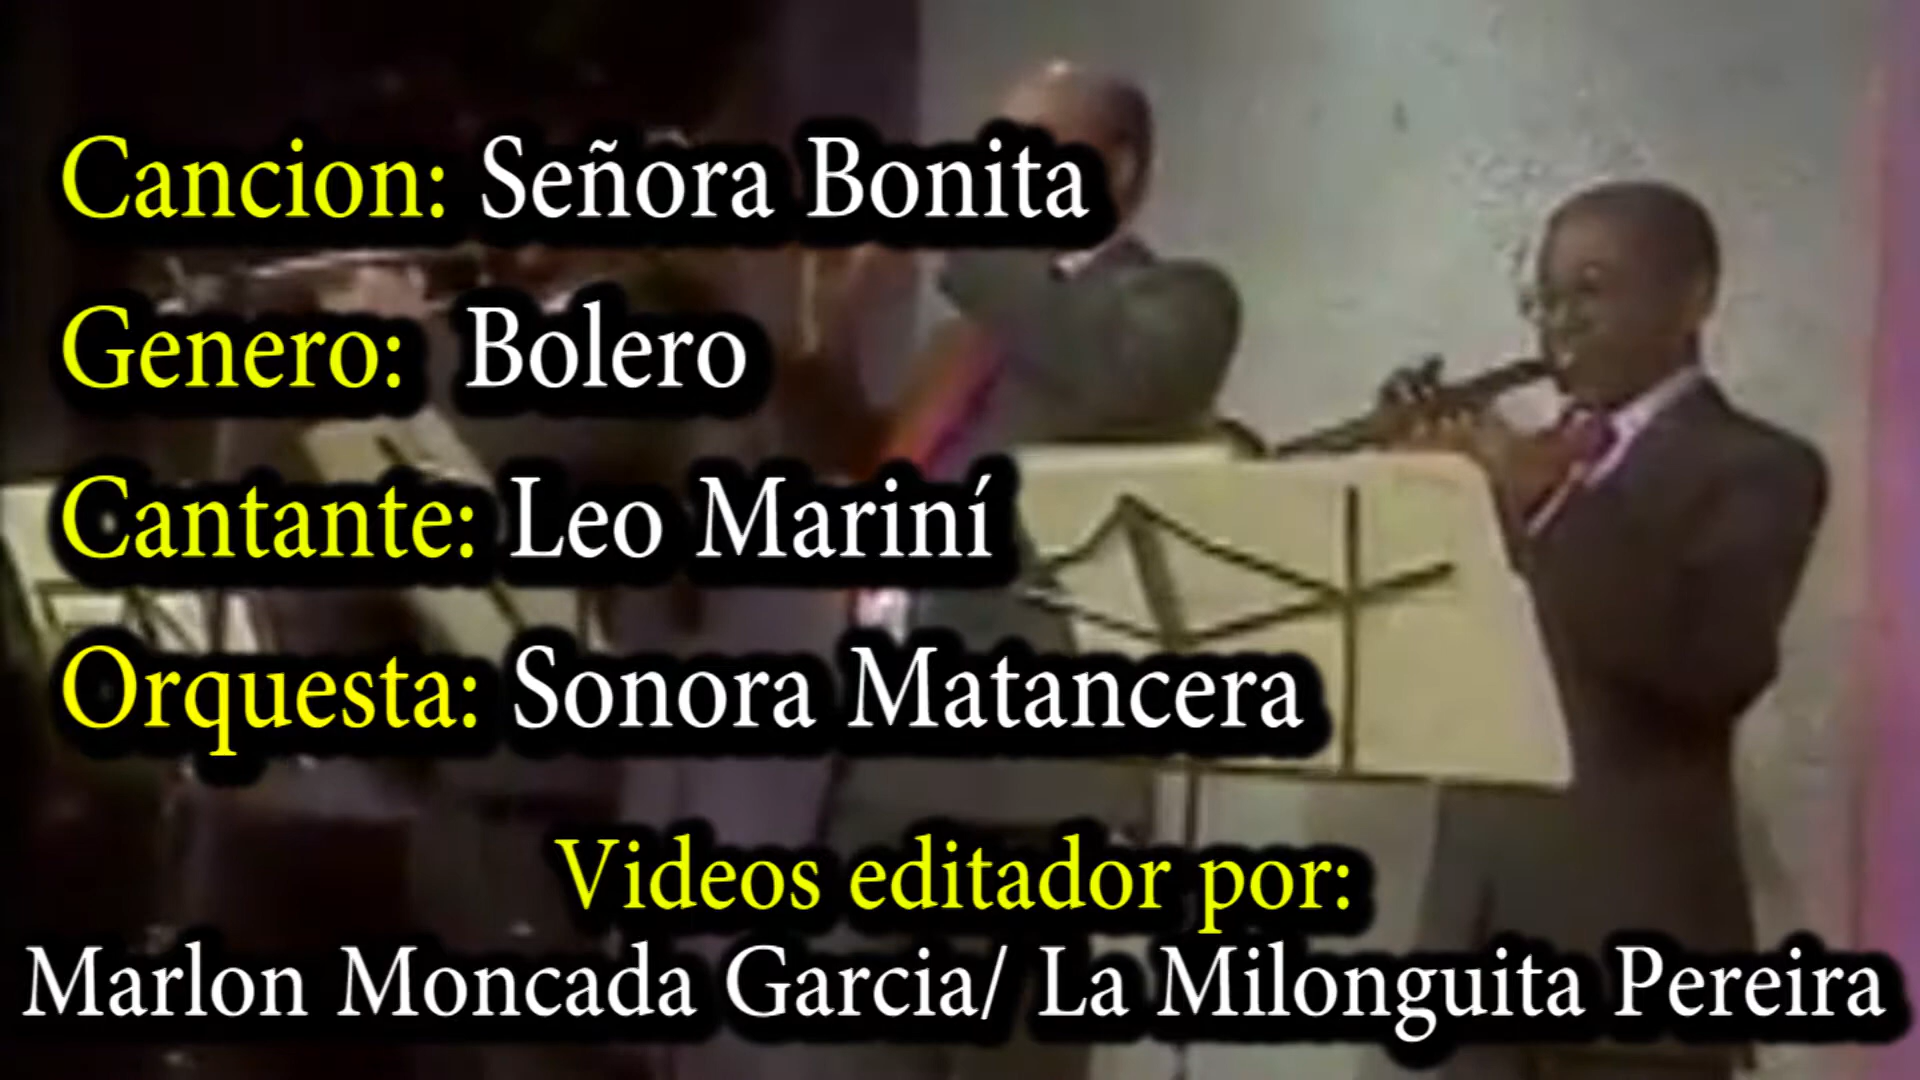 Cancion: Señora Bonita
Genero: Bolero
Cantante: Leo Mariní
Orquesta: Sonora Matancera
Videos editador por:
Marlon Moncada Garcia/ La Milonguita Pereira